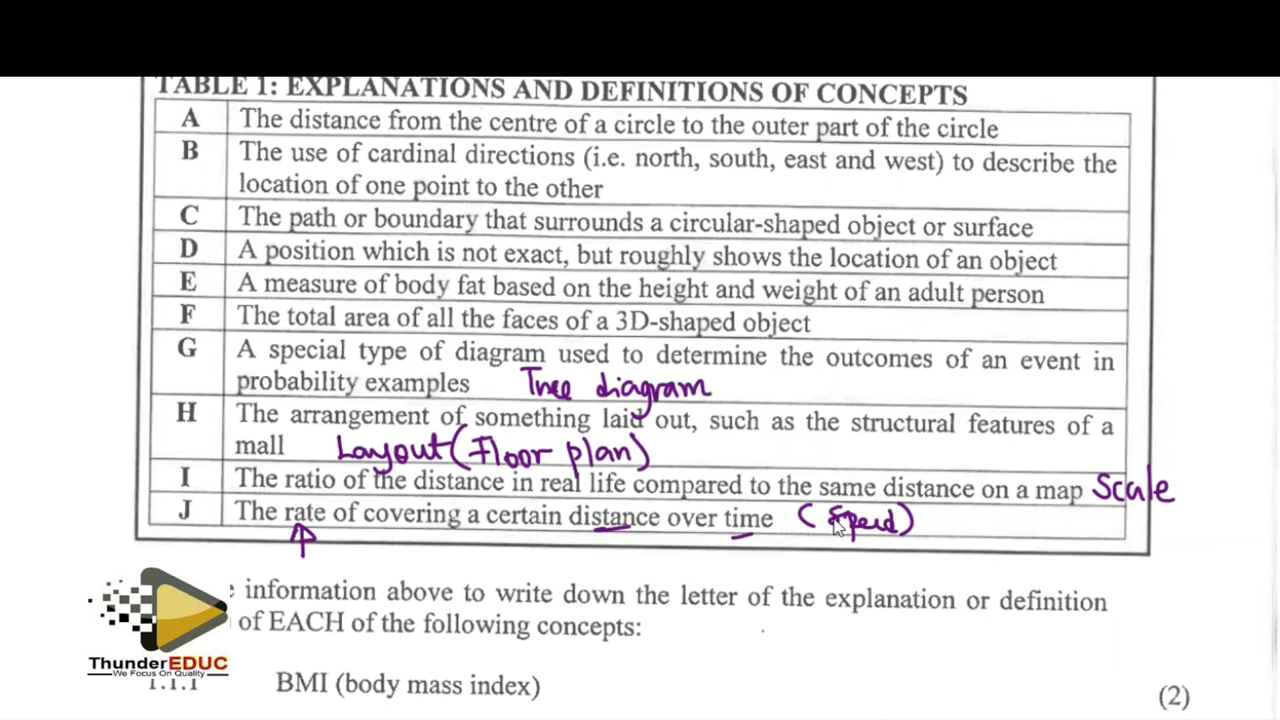 TABLE 1: EXPLANATIONS AND DEFINITIONS OF CONCEPTS
A The distance from the centre of a circle to the outer part of the circle
B The use of cardinal directions (i.e. north, south, east and west) to describe the
location of one point to the other
C The path or boundary that surrounds a circular-shaped object or surface
D A position which is not exact, but roughly shows the location of an object
E A measure of body fat based on the height and weight of an adult person
F The total area of all the faces of a 3D-shaped object
G A special type of diagram used to determine the outcomes of an event in
probability examples Tree diagram
H The arrangement of something laid out, such as the structural features of a
mall Layout (Floor plan)
I The ratio of the distance in real life compared to the same distance on a map Scale
J The rate of covering a certain distance over time (speed)
information above to write down the letter of the explanation or definition
of EACH of the following concepts:
ThunderEDUC
We Focus On Quality
1.1.1 BMI (body mass index)
(2)